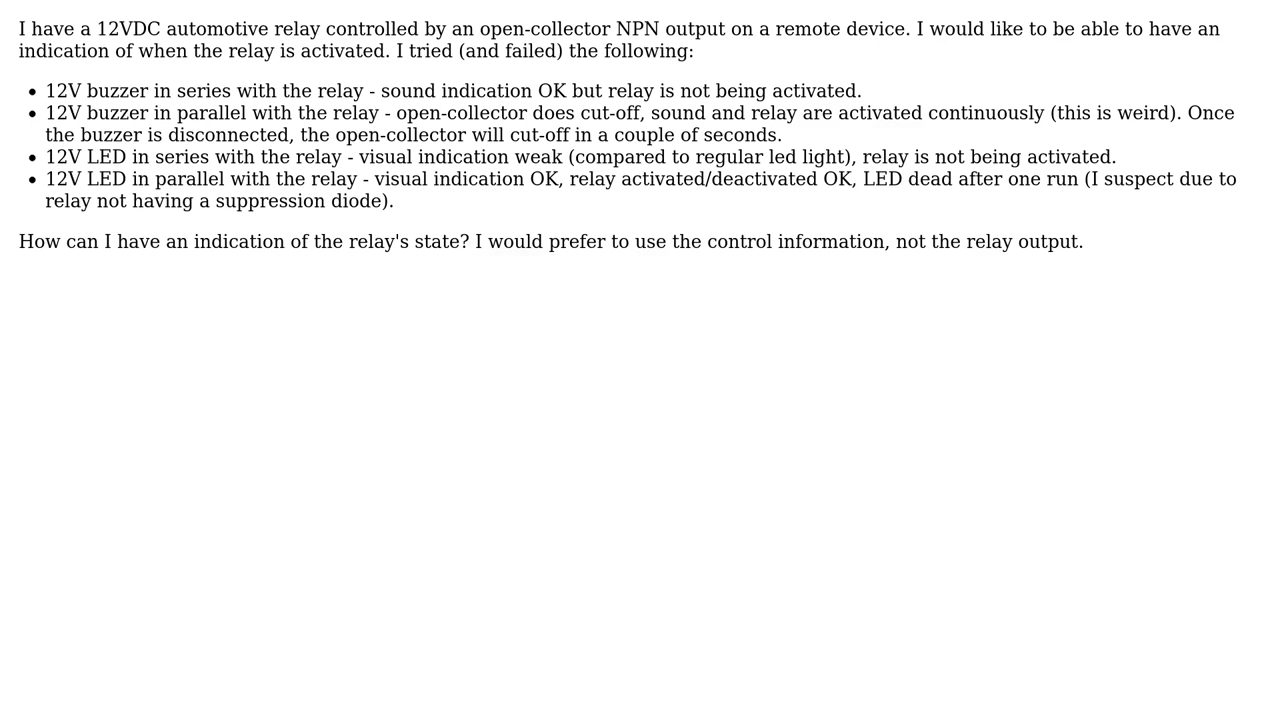 I have a 12VDC automotive relay controlled by an open-collector NPN output on a remote device. I would like to be able to have an
indication of when the relay is activated. I tried (and failed) the following:
• 12V buzzer in series with the relay - sound indication OK but relay is not being activated.
• 12V buzzer in parallel with the relay - open-collector does cut-off, sound and relay are activated continuously (this is weird). Once
the buzzer is disconnected, the open-collector will cut-off in a couple of seconds.
• 12V LED in series with the relay - visual indication weak (compared to regular led light), relay is not being activated.
• 12V LED in parallel with the relay - visual indication OK, relay activated/deactivated OK, LED dead after one run (I suspect due to
relay not having a suppression diode).
How can I have an indication of the relay's state? I would prefer to use the control information, not the relay output.